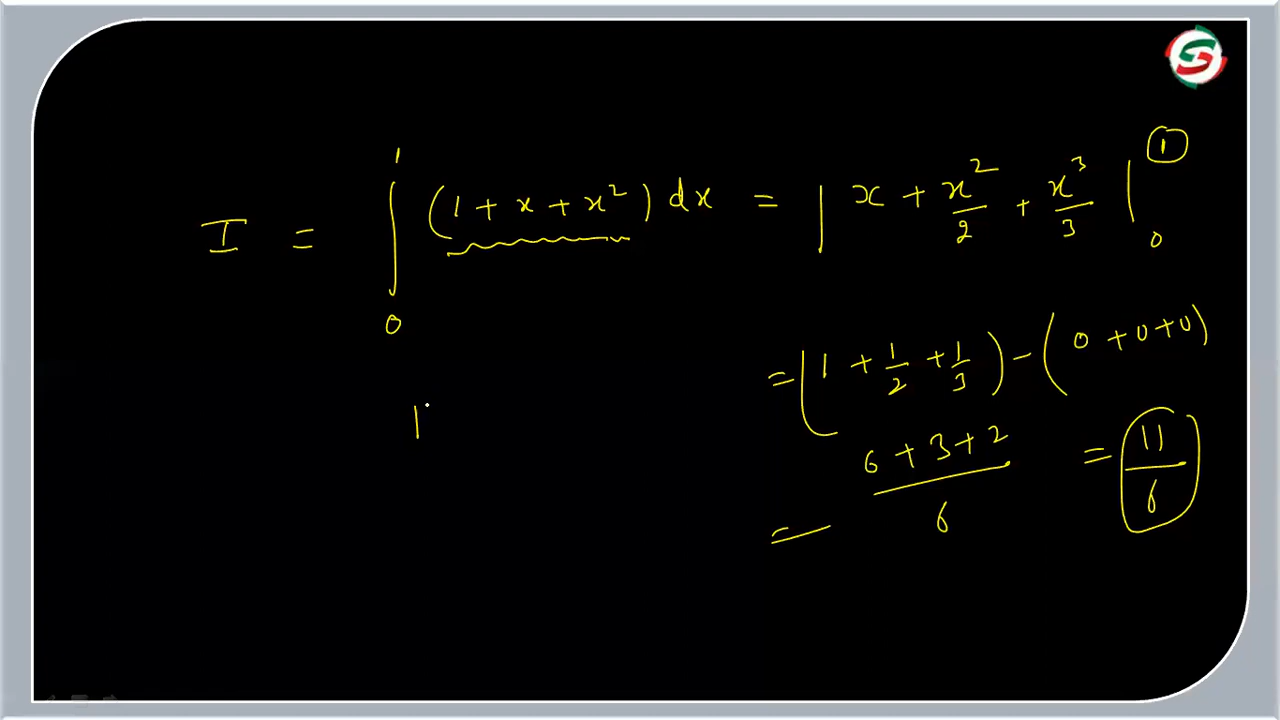 I = ∫₀¹ (1 + x + x²) dx = | x + x²/2 + x³/3 |₀¹
= (1 + 1/2 + 1/3) - (0 + 0 + 0)
= (6 + 3 + 2)/6 = 11/6